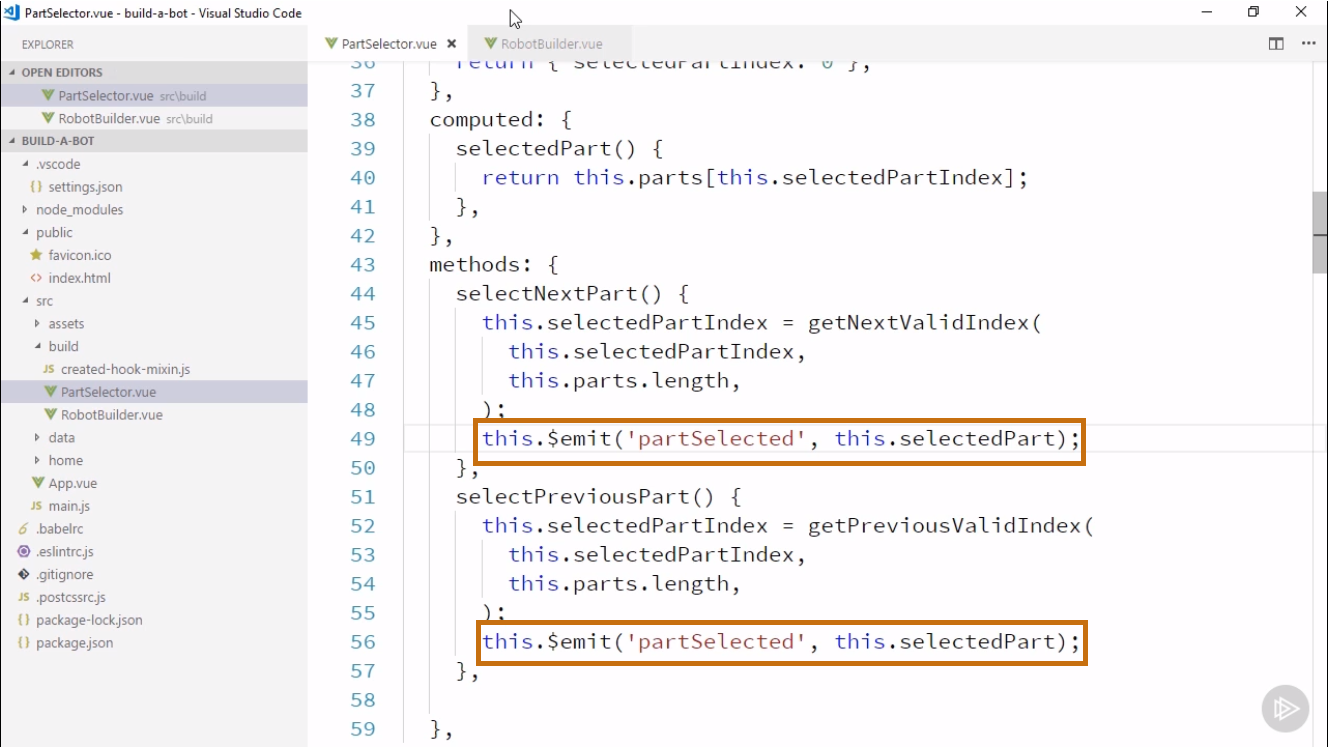 PartSelector.vue - build-a-bot - Visual Studio Code
EXPLORER
OPEN EDITORS
PartSelector.vue src\build
RobotBuilder.vue src\build
BUILD-A-BOT
.vscode
{} settings.json
node_modules
public
favicon.ico
<> index.html
src
assets
build
JS created-hook-mixin.js
PartSelector.vue
RobotBuilder.vue
data
home
App.vue
JS main.js
.babelrc
.eslintrc.js
.gitignore
JS .postcssrc.js
{} package-lock.json
{} package.json
PartSelector.vue RobotBuilder.vue
36 return { selectedPartIndex: 0 };
37 },
38 computed: {
39 selectedPart() {
40 return this.parts[this.selectedPartIndex];
41 },
42 },
43 methods: {
44 selectNextPart() {
45 this.selectedPartIndex = getNextValidIndex(
46 this.selectedPartIndex,
47 this.parts.length,
48 );
49 this.$emit('partSelected', this.selectedPart);
50 },
51 selectPreviousPart() {
52 this.selectedPartIndex = getPreviousValidIndex(
53 this.selectedPartIndex,
54 this.parts.length,
55 );
56 this.$emit('partSelected', this.selectedPart);
57 },
58
59 },